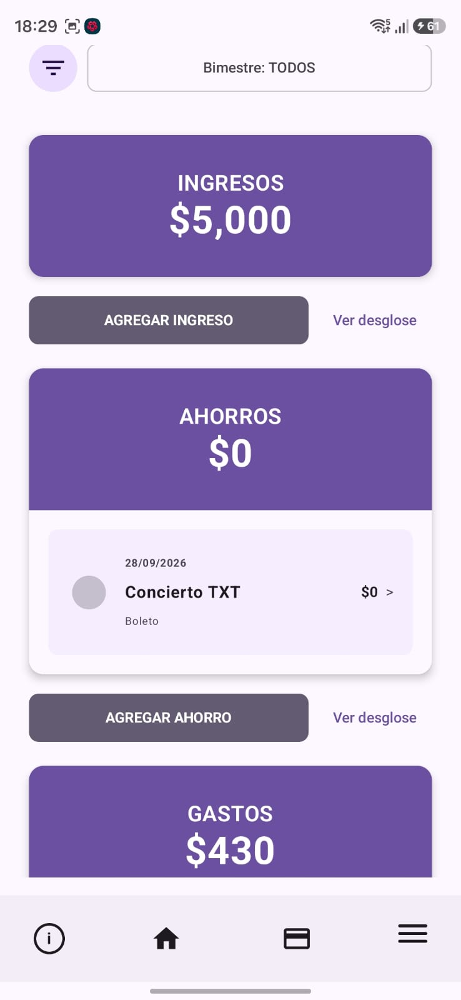 18:29
5
61
Bimestre: TODOS
INGRESOS
$5,000
AGREGAR INGRESO
Ver desglose
AHORROS
$0
28/09/2026
Concierto TXT
$0 >
Boleto
AGREGAR AHORRO
Ver desglose
GASTOS
$430
i